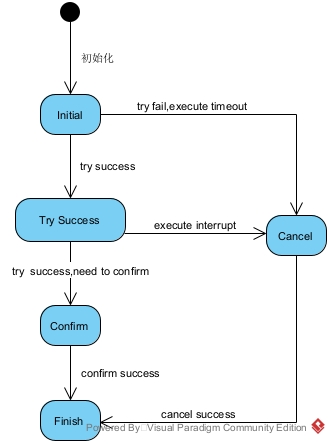 初始化
try fail,execute timeout
Initial
try success
Try Success
execute interrupt
Cancel
try  success,need to confirm
Confirm
confirm success
cancel success
Finish
Powered By Visual Paradigm Community Edition